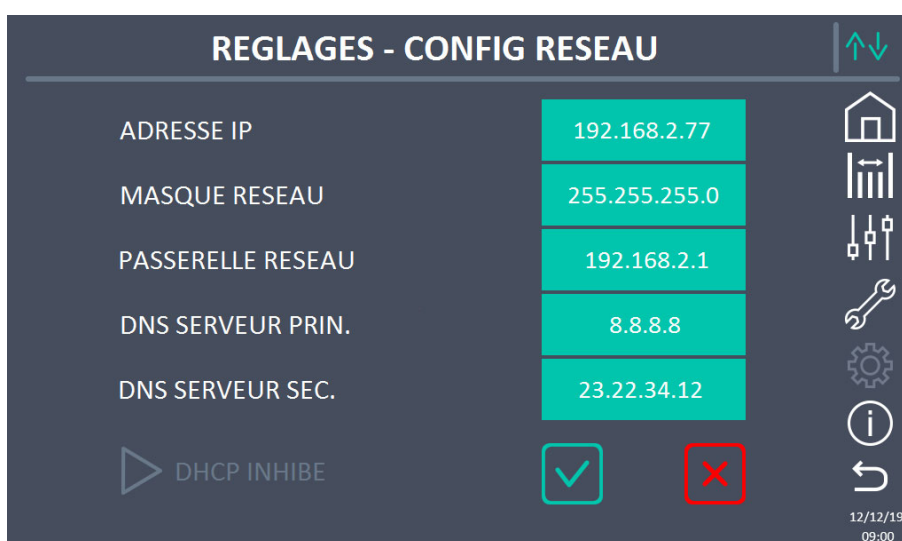 REGLAGES - CONFIG RESEAU
ADRESSE IP 192.168.2.77
MASQUE RESEAU 255.255.255.0
PASSERELLE RESEAU 192.168.2.1
DNS SERVEUR PRIN. 8.8.8.8
DNS SERVEUR SEC. 23.22.34.12
DHCP INHIBE
12/12/19
09:00